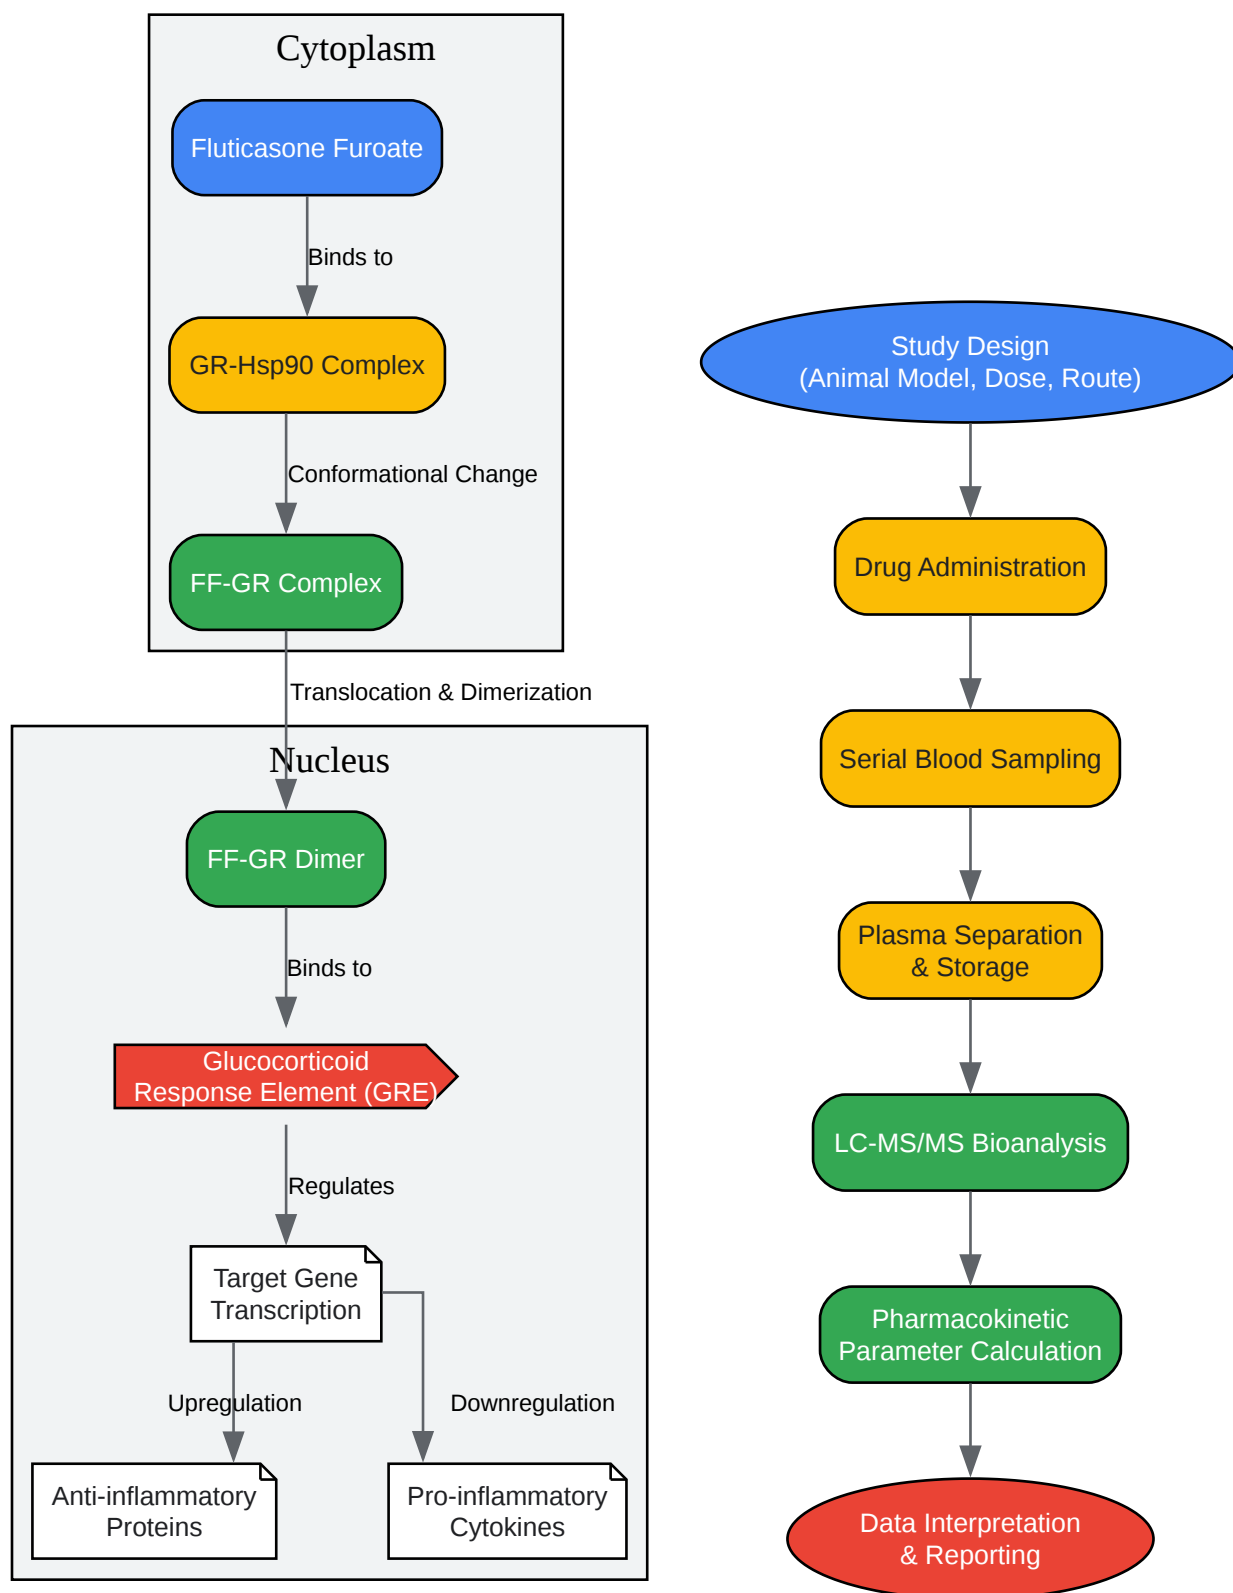 Cytoplasm
Fluticasone Furoate
Binds to
GR-Hsp90 Complex
Conformational Change
FF-GR Complex
Translocation & Dimerization
Nucleus
FF-GR Dimer
Binds to
Glucocorticoid
Response Element (GRE)
Regulates
Target Gene
Transcription
Upregulation
Downregulation
Anti-inflammatory
Proteins
Pro-inflammatory
Cytokines
Study Design
(Animal Model, Dose, Route)
Drug Administration
Serial Blood Sampling
Plasma Separation
& Storage
LC-MS/MS Bioanalysis
Pharmacokinetic
Parameter Calculation
Data Interpretation
& Reporting